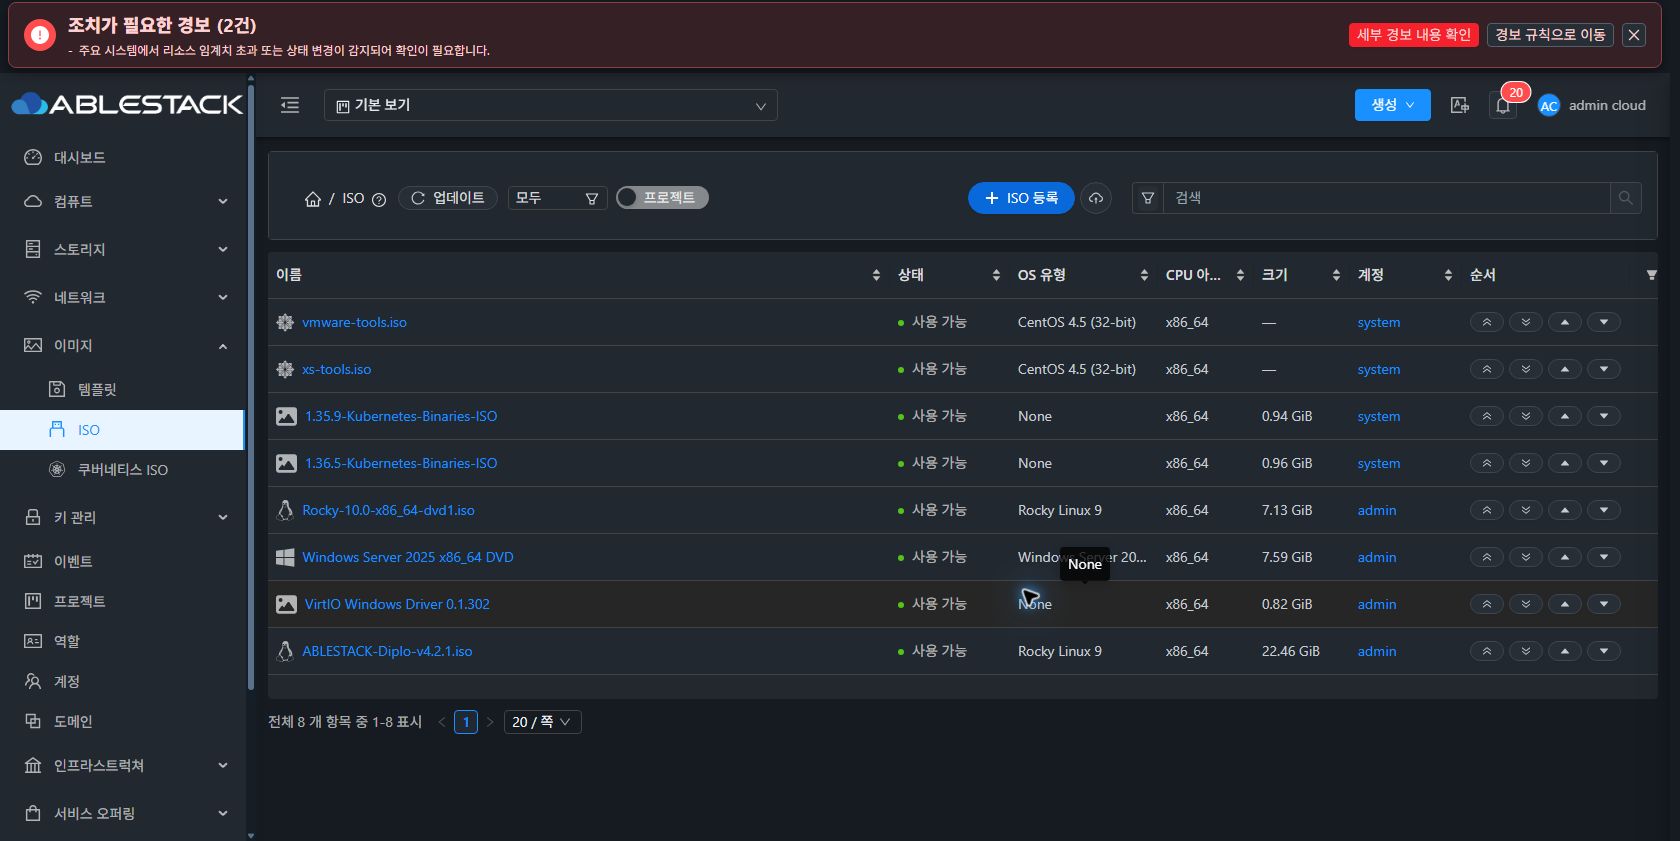 조치가 필요한 경보 (2건)
- 주요 시스템에서 리소스 임계치 초과 또는 상태 변경이 감지되어 확인이 필요합니다.
세부 경보 내용 확인
경보 규칙으로 이동
ABLESTACK
기본 보기
생성
20
AC
admin cloud
대시보드
컴퓨트
스토리지
네트워크
이미지
템플릿
ISO
쿠버네티스 ISO
키 관리
이벤트
프로젝트
역할
계정
도메인
인프라스트럭쳐
서비스 오퍼링
/ ISO
업데이트
모두
프로젝트
ISO 등록
검색
이름 상태 OS 유형 CPU 아... 크기 계정 순서
vmware-tools.iso 사용 가능 CentOS 4.5 (32-bit) x86_64 — system
xs-tools.iso 사용 가능 CentOS 4.5 (32-bit) x86_64 — system
1.35.9-Kubernetes-Binaries-ISO 사용 가능 None x86_64 0.94 GiB system
1.36.5-Kubernetes-Binaries-ISO 사용 가능 None x86_64 0.96 GiB system
Rocky-10.0-x86_64-dvd1.iso 사용 가능 Rocky Linux 9 x86_64 7.13 GiB admin
Windows Server 2025 x86_64 DVD 사용 가능 Windows Server 20... x86_64 7.59 GiB admin
None
VirtIO Windows Driver 0.1.302 사용 가능 None x86_64 0.82 GiB admin
ABLESTACK-Diplo-v4.2.1.iso 사용 가능 Rocky Linux 9 x86_64 22.46 GiB admin
전체 8 개 항목 중 1-8 표시
1
20 / 쪽